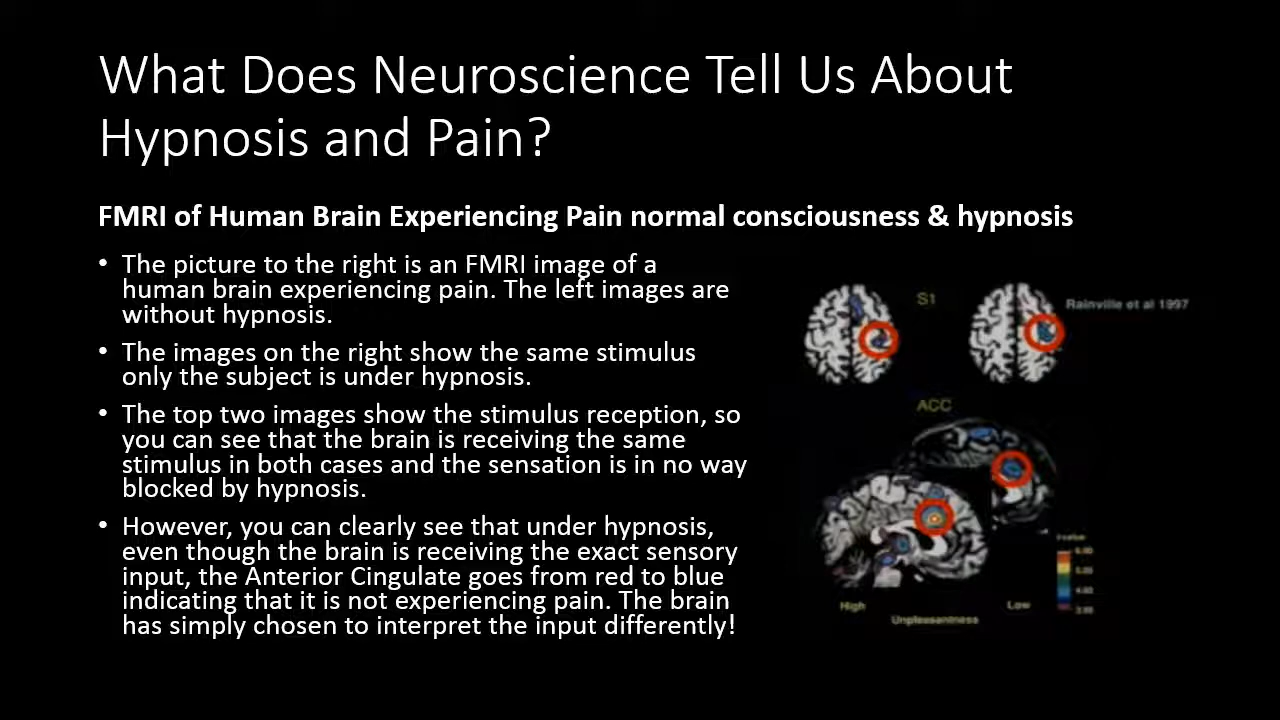 What Does Neuroscience Tell Us About
Hypnosis and Pain?
FMRI of Human Brain Experiencing Pain normal consciousness & hypnosis
• The picture to the right is an FMRI image of a
human brain experiencing pain. The left images are
without hypnosis.
• The images on the right show the same stimulus
only the subject is under hypnosis.
• The top two images show the stimulus reception, so
you can see that the brain is receiving the same
stimulus in both cases and the sensation is in no way
blocked by hypnosis.
• However, you can clearly see that under hypnosis,
even though the brain is receiving the exact sensory
input, the Anterior Cingulate goes from red to blue
indicating that it is not experiencing pain. The brain
has simply chosen to interpret the input differently!
S1
Rainville et al 1997
ACC
High
Low
Unpleasantness